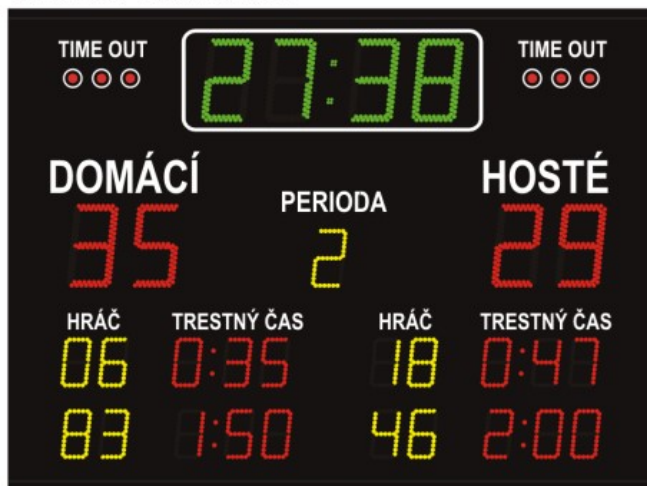 TIME OUT 27:38 TIME OUT
DOMÁCÍ HOSTÉ
PERIODA
35 2 29
HRÁČ TRESTNÝ ČAS HRÁČ TRESTNÝ ČAS
06 0:35 18 0:47
83 1:50 46 2:00